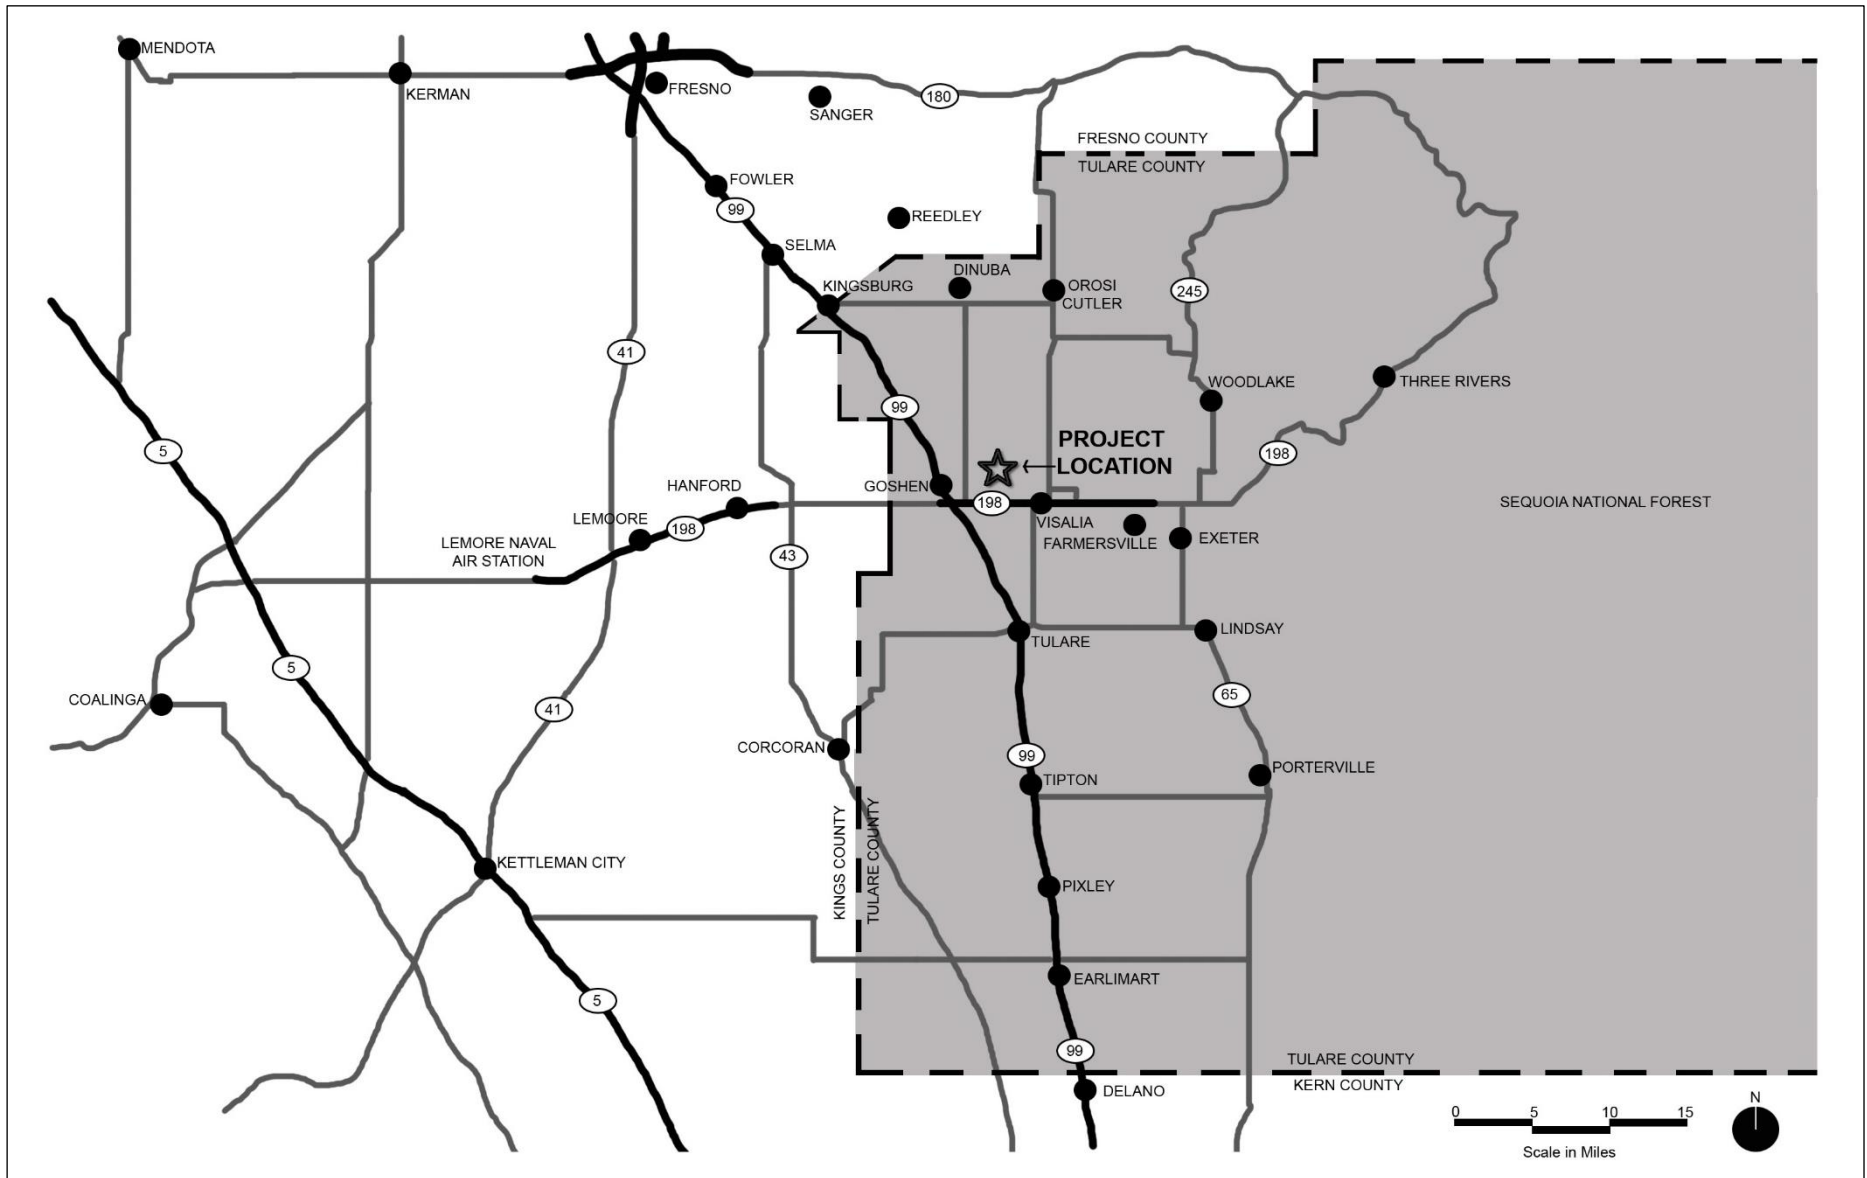 MENDOTA
KERMAN
FRESNO
SANGER
180
FRESNO COUNTY
TULARE COUNTY
FOWLER
99
REEDLEY
SELMA
DINUBA
KINGSBURG
OROSI
CUTLER
245
41
WOODLAKE
THREE RIVERS
99
PROJECT
LOCATION
5
198
HANFORD
GOSHEN
198
SEQUOIA NATIONAL FOREST
LEMOORE
198
VISALIA
FARMERSVILLE
EXETER
LEMORE NAVAL
AIR STATION
43
TULARE
LINDSAY
5
65
COALINGA
41
CORCORAN
99
PORTERVILLE
TIPTON
KINGS COUNTY
TULARE COUNTY
KETTLEMAN CITY
PIXLEY
EARLIMART
5
99
TULARE COUNTY
KERN COUNTY
DELANO
0 5 10 15
Scale in Miles
N